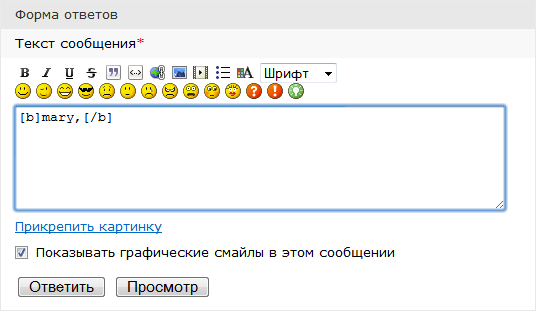 Форма ответов
Текст сообщения*
B I U S Шрифт
[b]mary,[/b]
Прикрепить картинку
Показывать графические смайлы в этом сообщении
Ответить Просмотр